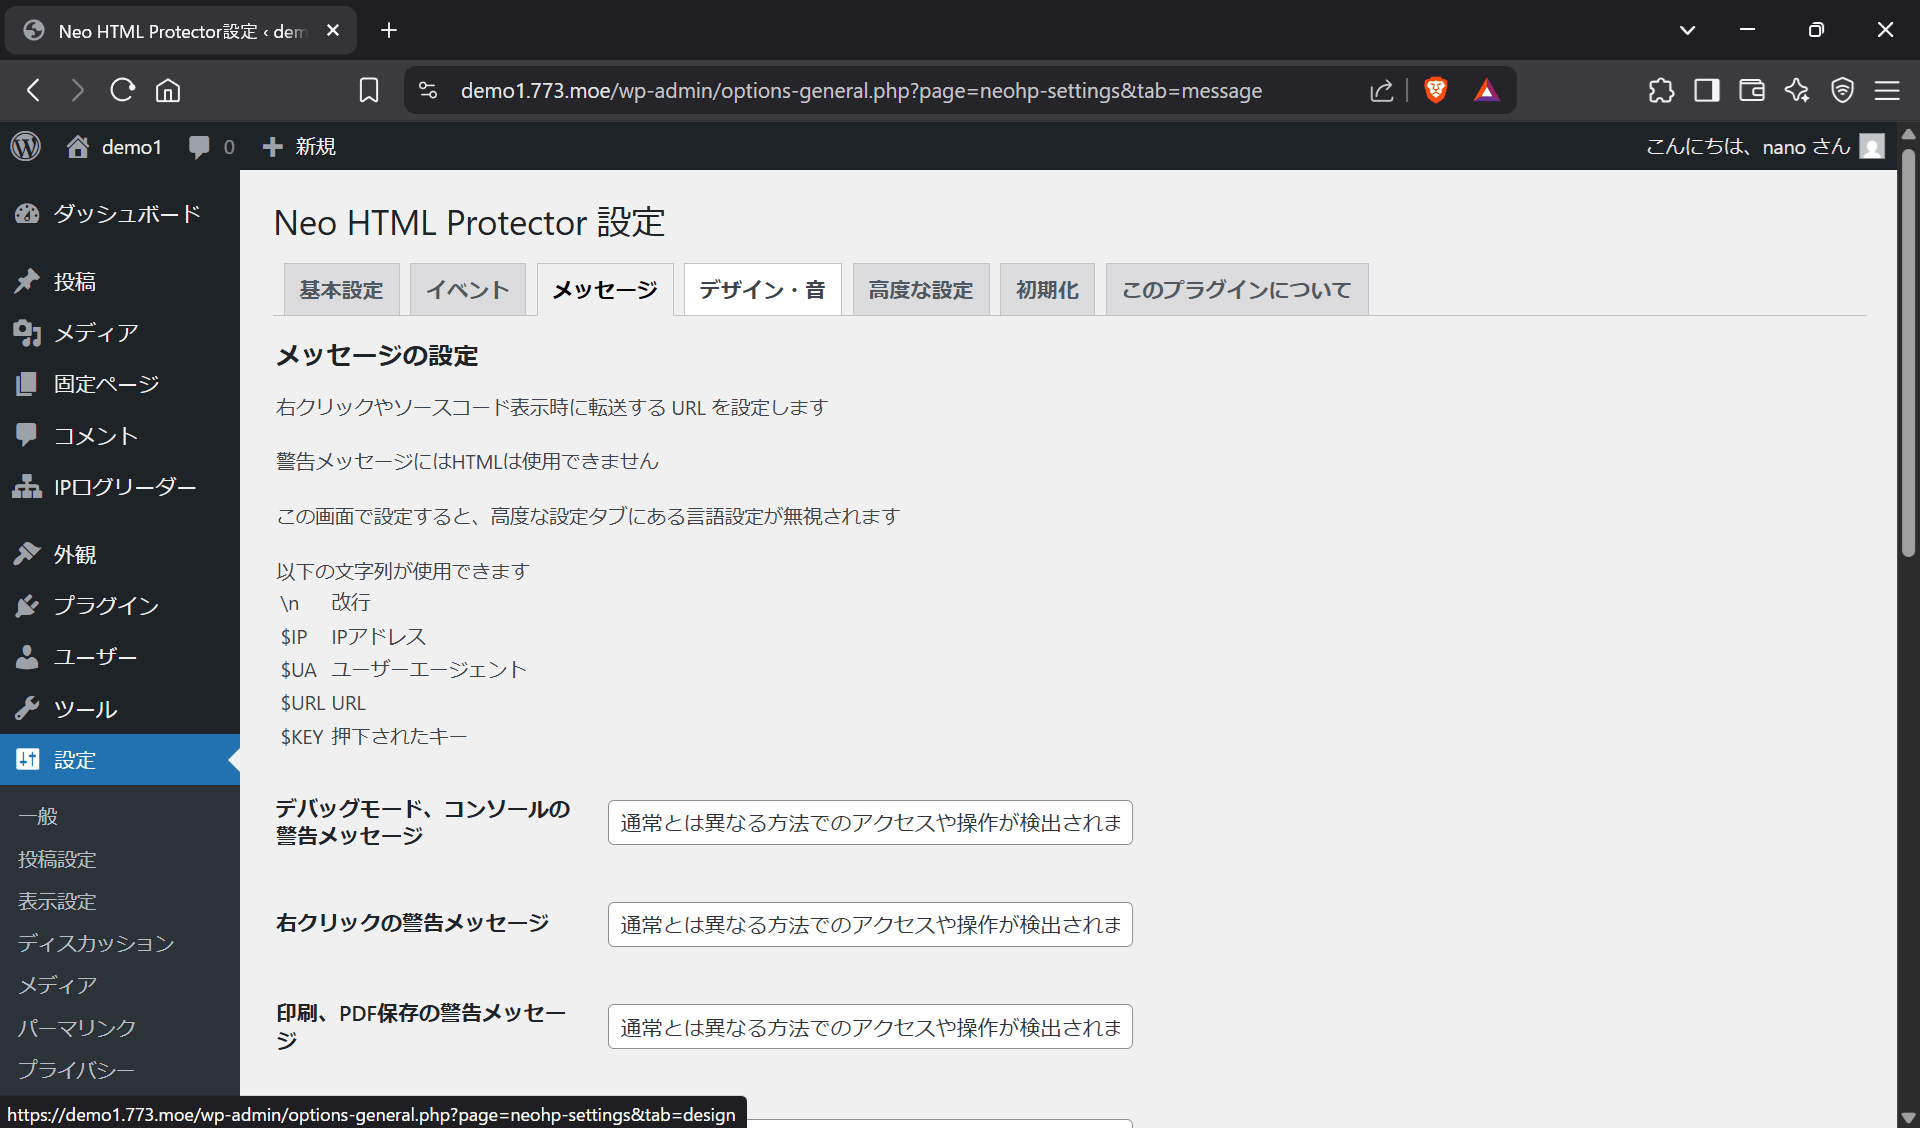 Neo HTML Protector設定 ‹ dem
demo1.773.moe/wp-admin/options-general.php?page=neohp-settings&tab=message
demo1 0 新規 こんにちは、nano さん
ダッシュボード
投稿
メディア
固定ページ
コメント
IPログリーダー
外観
プラグイン
ユーザー
ツール
設定
一般
投稿設定
表示設定
ディスカッション
メディア
パーマリンク
プライバシー
Neo HTML Protector 設定
基本設定 イベント メッセージ デザイン・音 高度な設定 初期化 このプラグインについて
メッセージの設定
右クリックやソースコード表示時に転送する URL を設定します
警告メッセージにはHTMLは使用できません
この画面で設定すると、高度な設定タブにある言語設定が無視されます
以下の文字列が使用できます
\n 改行
$IP IPアドレス
$UA ユーザーエージェント
$URL URL
$KEY 押下されたキー
デバッグモード、コンソールの
警告メッセージ
通常とは異なる方法でのアクセスや操作が検出されま
右クリックの警告メッセージ
通常とは異なる方法でのアクセスや操作が検出されま
印刷、PDF保存の警告メッセー
ジ
通常とは異なる方法でのアクセスや操作が検出されま
https://demo1.773.moe/wp-admin/options-general.php?page=neohp-settings&tab=design